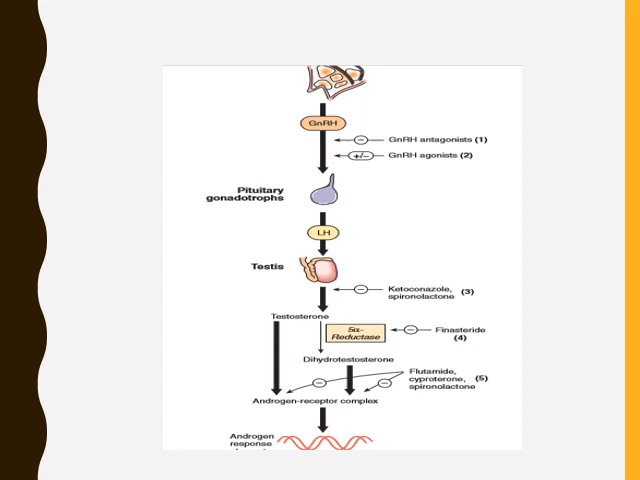 GnRH
− GnRH antagonists (1)
+/− GnRH agonists (2)
Pituitary
gonadotrophs
LH
Testis
− Ketoconazole,
spironolactone (3)
Testosterone
5α-
Reductase
− Finasteride
(4)
Dihydrotestosterone
Flutamide,
cyproterone, (5)
spironolactone
− −
Androgen-receptor complex
Androgen
response